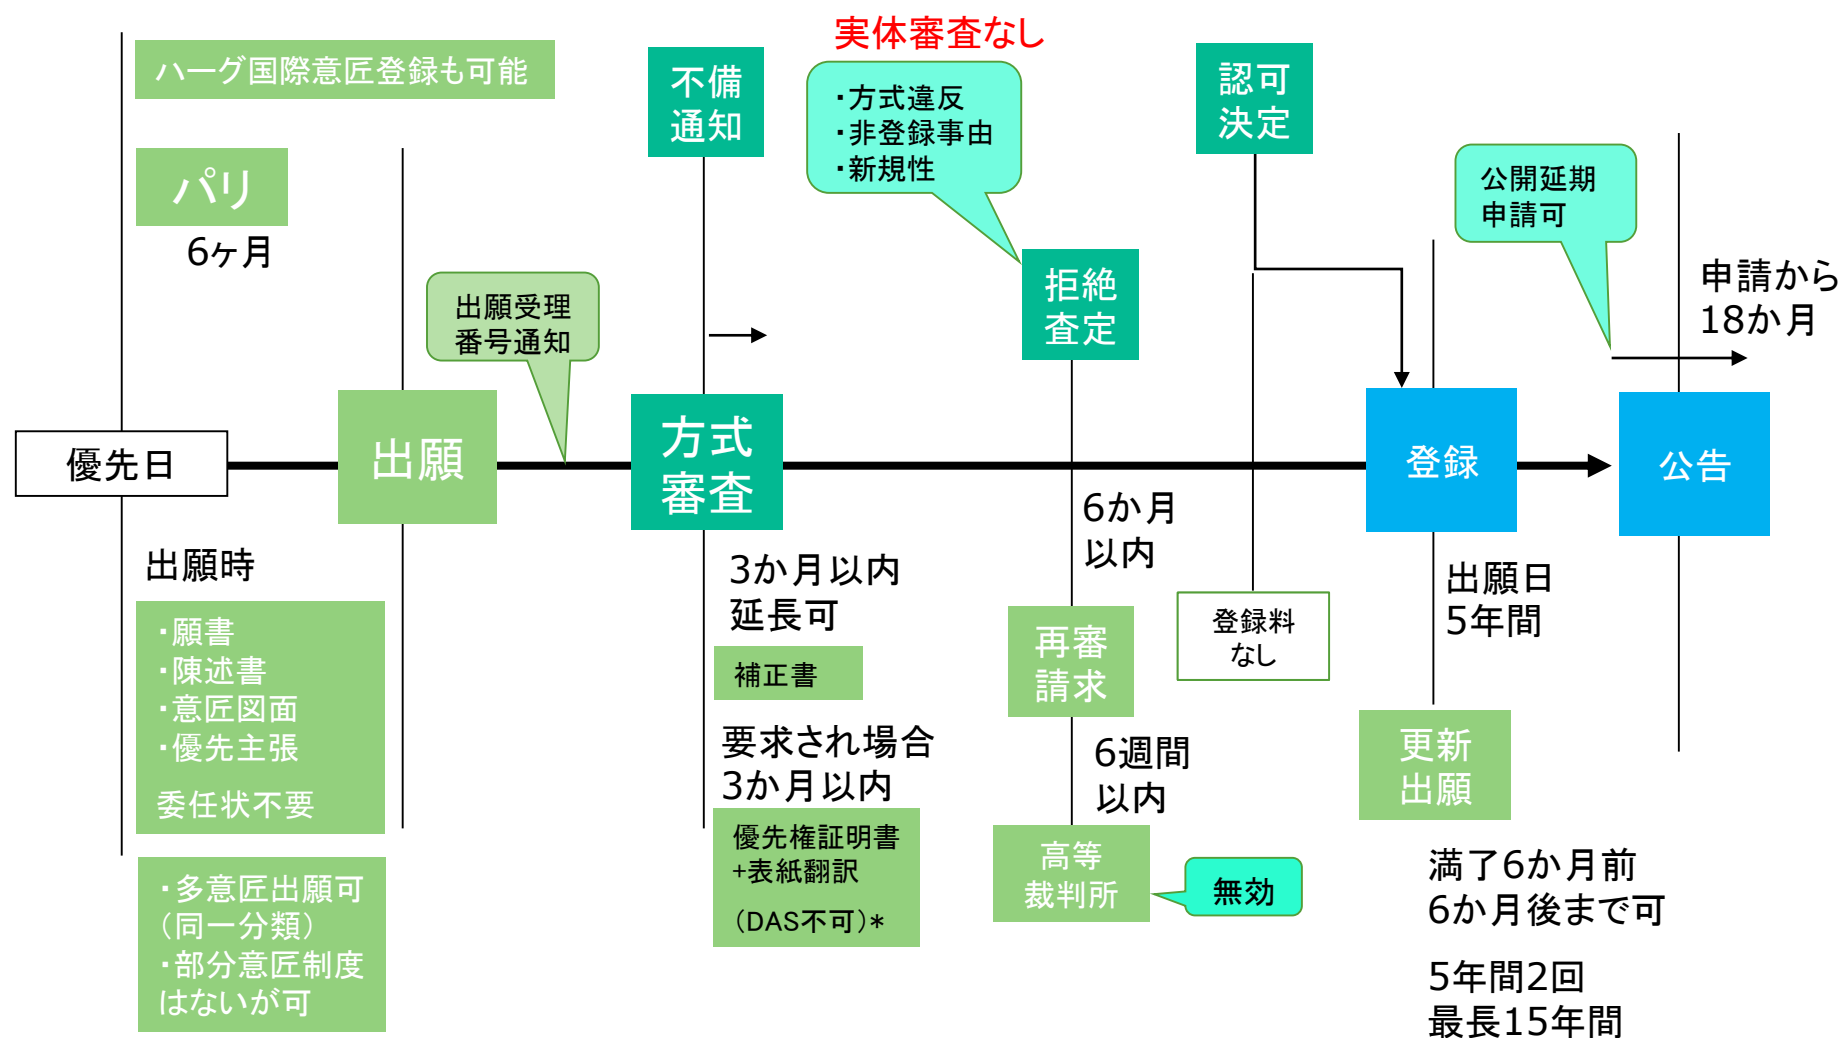 実体審査なし
ハーグ国際意匠登録も可能
不備
通知
・方式違反
・非登録事由
・新規性
認可
決定
パリ
6ヶ月
公開延期
申請可
出願受理
番号通知
拒絶
査定
申請から
18か月
優先日
出願
方式
審査
登録
公告
出願時
・願書
・陳述書
・意匠図面
・優先主張
委任状不要
・多意匠出願可
（同一分類）
・部分意匠制度
はないが可
3か月以内
延長可
補正書
要求され場合
3か月以内
優先権証明書
+表紙翻訳
（DAS不可）*
6か月
以内
再審
請求
6週間
以内
高等
裁判所
無効
登録料
なし
出願日
5年間
更新
出願
満了6か月前
6か月後まで可
5年間2回
最長15年間